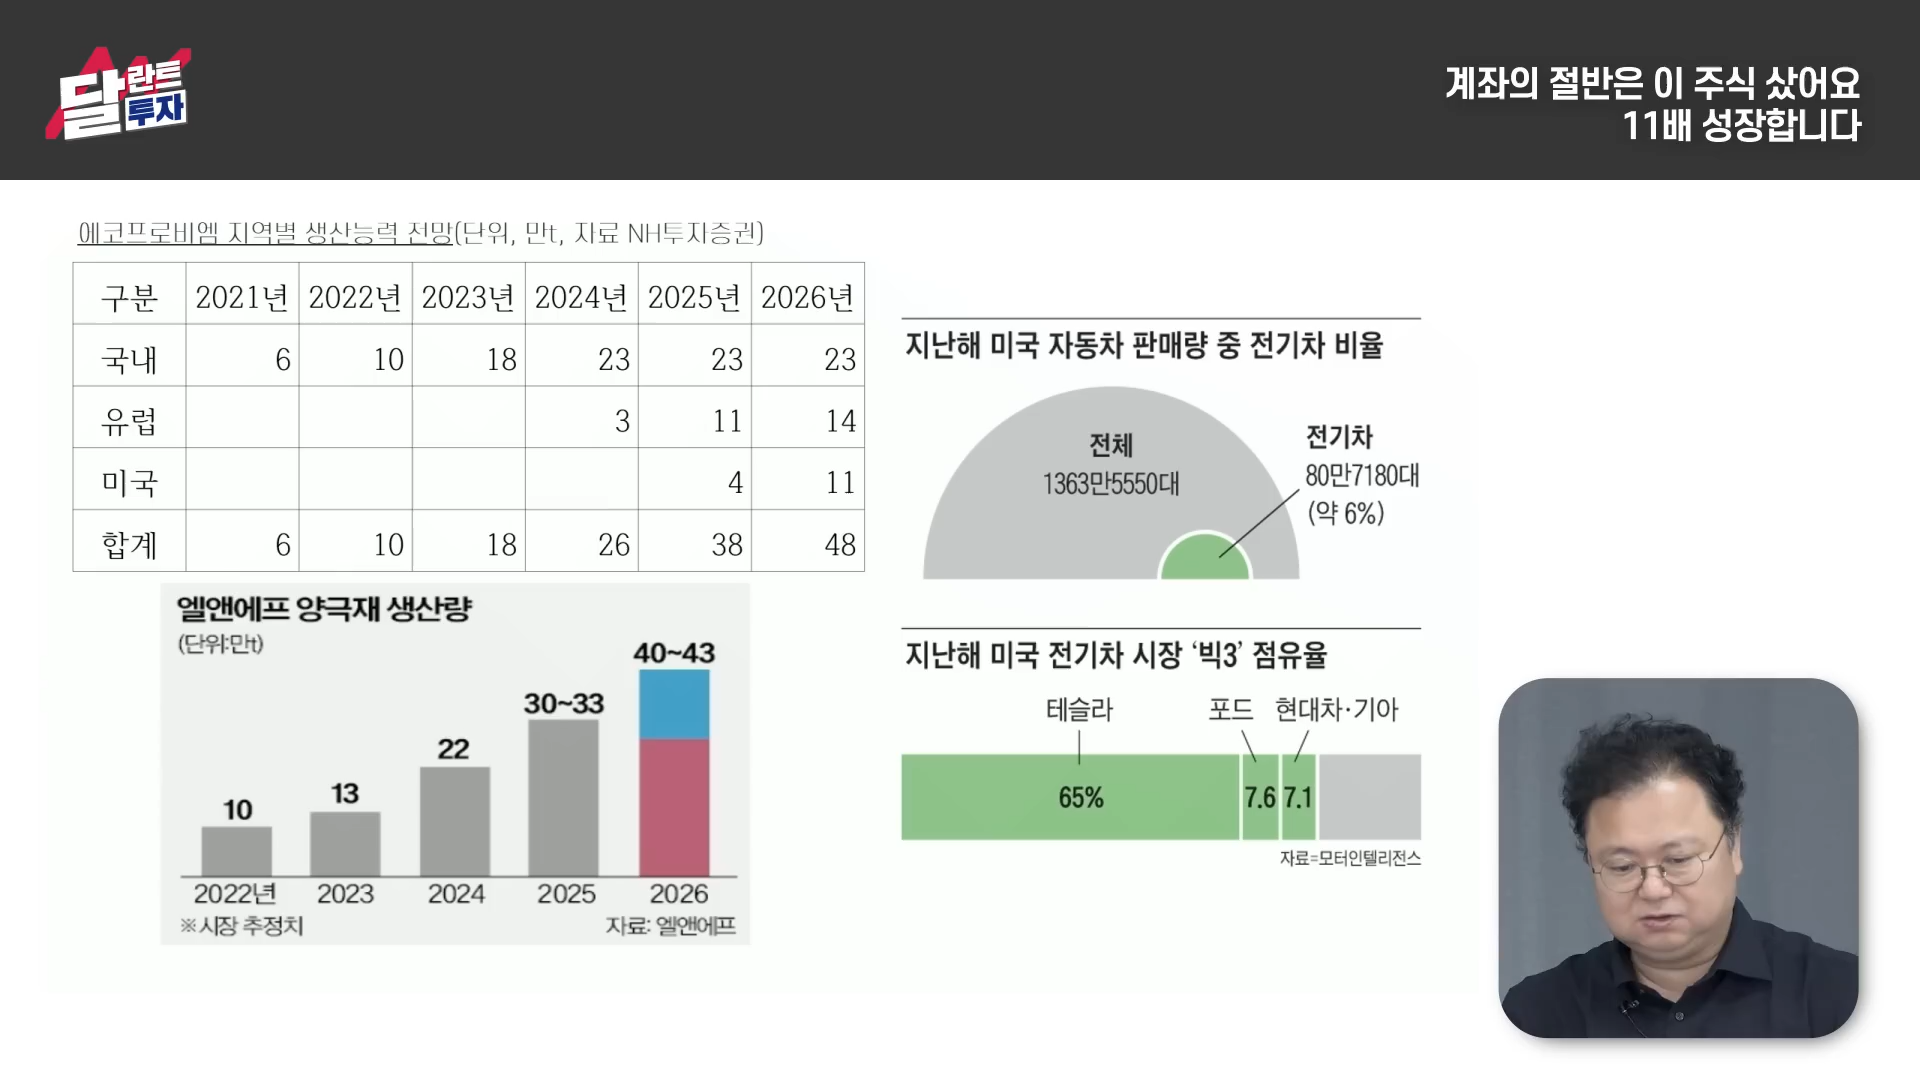 달란트
투자
계좌의 절반은 이 주식 샀어요
11배 성장합니다
에코프로비엠 지역별 생산능력 전망(단위, 만t, 자료 NH투자증권)
구분 2021년 2022년 2023년 2024년 2025년 2026년
국내 6 10 18 23 23 23
유럽 3 11 14
미국 4 11
합계 6 10 18 26 38 48
엘앤에프 양극재 생산량
(단위:만t)
10 13 22 30~33 40~43
2022년 2023 2024 2025 2026
※시장 추정치 자료: 엘앤에프
지난해 미국 자동차 판매량 중 전기차 비율
전체
1363만5550대
전기차
80만7180대
(약 6%)
지난해 미국 전기차 시장 ‘빅3’ 점유율
테슬라 포드 현대차·기아
65% 7.6 7.1
자료=모터인텔리전스